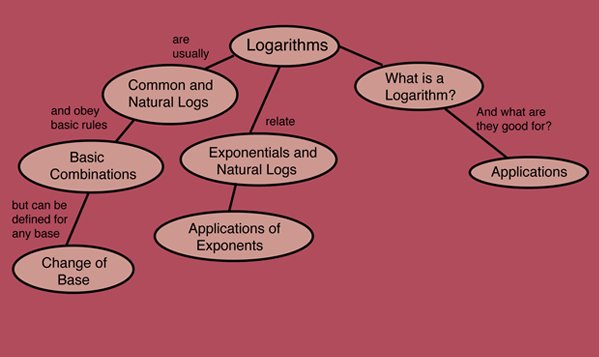 Logarithms
are
usually
Common and
Natural Logs
and obey
basic rules
Basic
Combinations
but can be
defined for
any base
Change of
Base
relate
Exponentials and
Natural Logs
Applications of
Exponents
What is a
Logarithm?
And what are
they good for?
Applications